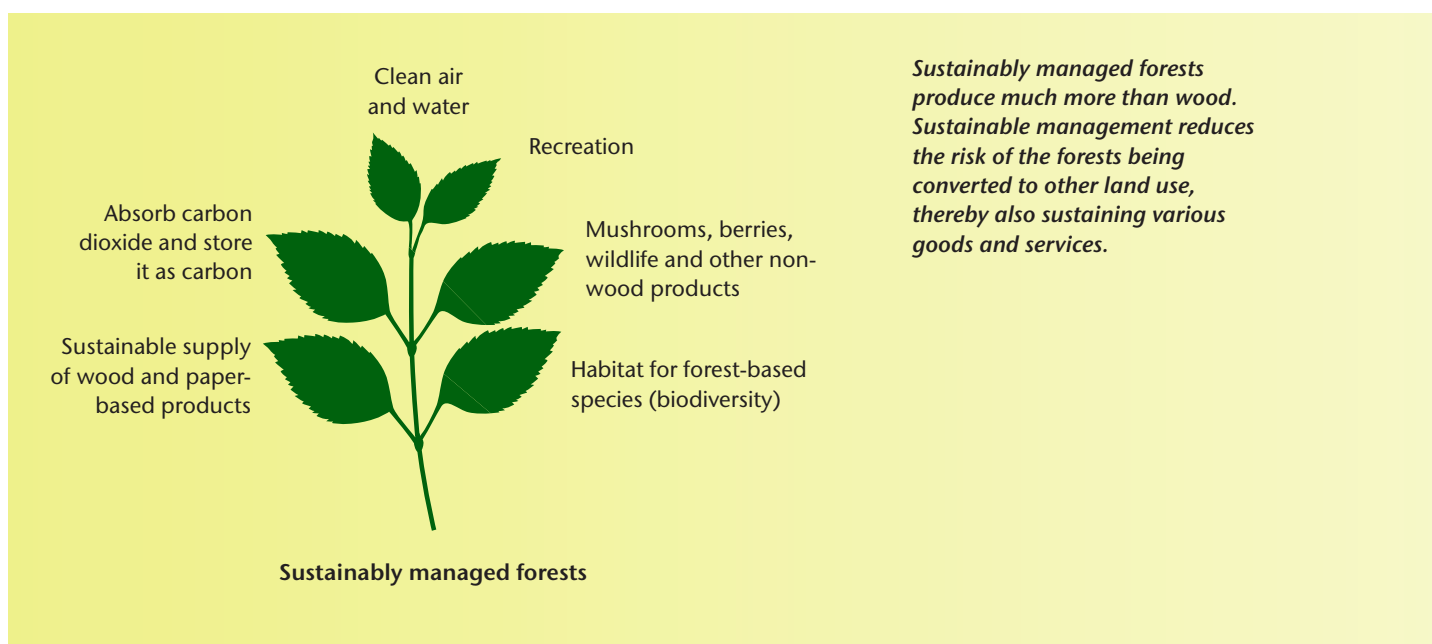 Clean air
and water
Recreation
Absorb carbon
dioxide and store
it as carbon
Mushrooms, berries,
wildlife and other non-
wood products
Sustainable supply
of wood and paper-
based products
Habitat for forest-based
species (biodiversity)
Sustainably managed forests
Sustainably managed forests
produce much more than wood.
Sustainable management reduces
the risk of the forests being
converted to other land use,
thereby also sustaining various
goods and services.